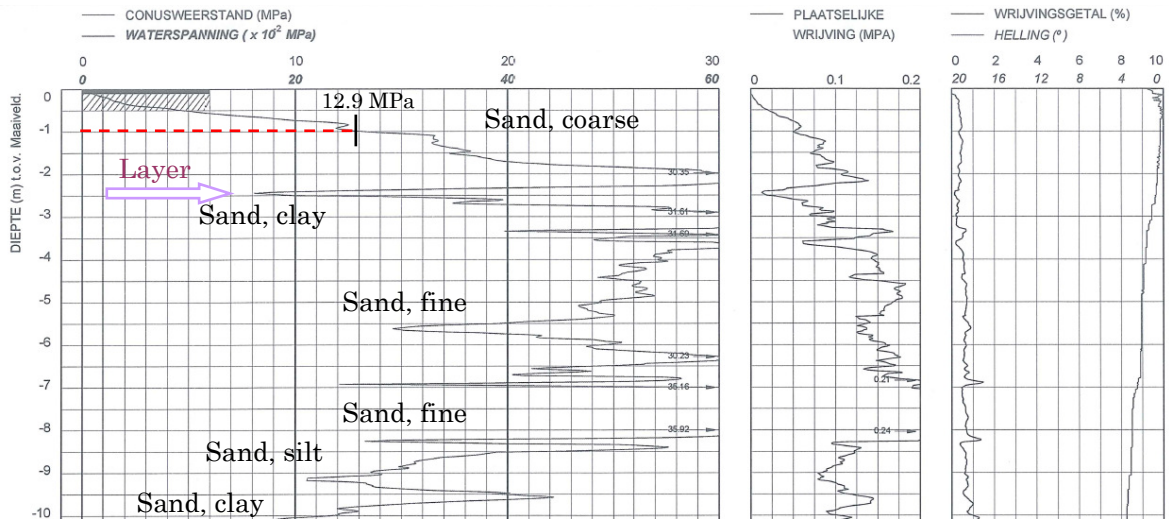 CONUSWEERSTAND (MPa)
WATERSPANNING ( x 10² MPa)
PLAATSELIJKE
WRIJVING (MPA)
WRIJVINGSGETAL (%)
HELLING (º)
0 10 20 30
0 20 40 60
0 0.1 0.2
0 2 4 6 8 10
20 16 12 8 4 0
DIEPTE (m) t.o.v. Maaiveld.
0
-1
-2
-3
-4
-5
-6
-7
-8
-9
-10
12.9 MPa
Sand, coarse
30.35
Layer
Sand, clay
31.61
31.69
Sand, fine
30.23
35.16
0.21
Sand, fine
35.92
0.24
Sand, silt
Sand, clay